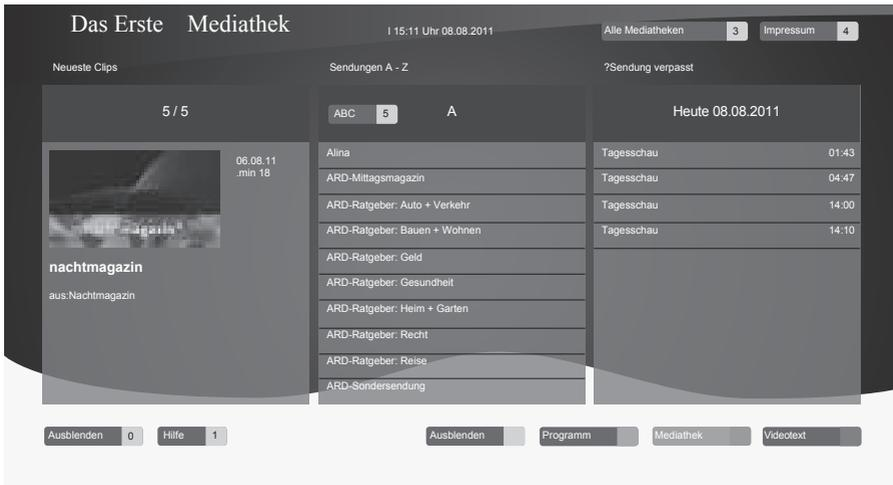 Das Erste Mediathek
| 15:11 Uhr 08.08.2011
Alle Mediatheken 3
Impressum 4
Neueste Clips
Sendungen A - Z
?Sendung verpasst
5 / 5
ABC 5
A
Heute 08.08.2011
06.08.11
.min 18
nachtmagazin
aus:Nachtmagazin
Alina
ARD-Mittagsmagazin
ARD-Ratgeber: Auto + Verkehr
ARD-Ratgeber: Bauen + Wohnen
ARD-Ratgeber: Geld
ARD-Ratgeber: Gesundheit
ARD-Ratgeber: Heim + Garten
ARD-Ratgeber: Recht
ARD-Ratgeber: Reise
ARD-Sondersendung
Tagesschau 01:43
Tagesschau 04:47
Tagesschau 14:00
Tagesschau 14:10
Ausblenden 0
Hilfe 1
Ausblenden
Programm
Mediathek
Videotext